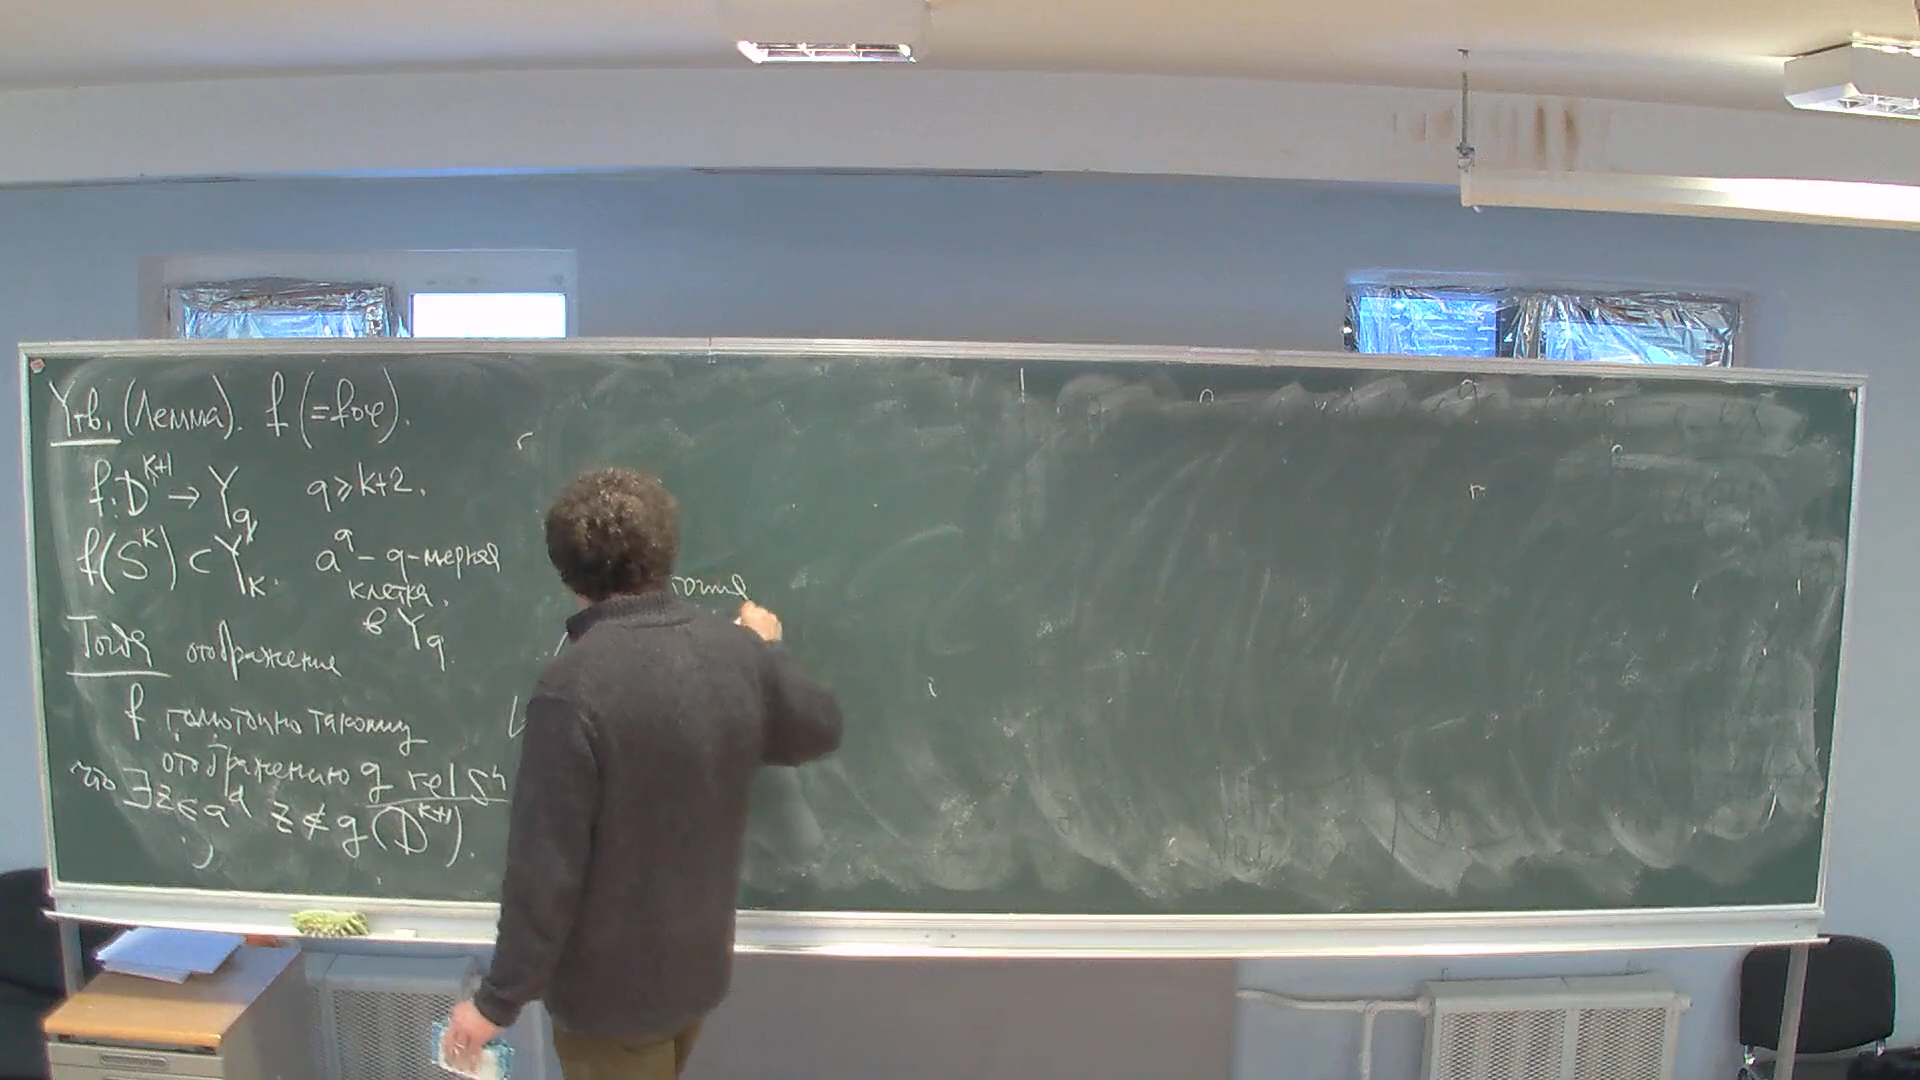 Утв. (Лемма). f (=f∘φ).
f: D^{k+1} → Y_q q ⩾ k+2.
f(S^k) ⊂ Y_k. a^q – q-мерная
клетка.
в Y_q.
Тогда отображение
f гомотопно такому
отображению g rel S^k
что ∃z ∈ a^q z ∉ g(D^{k+1}).